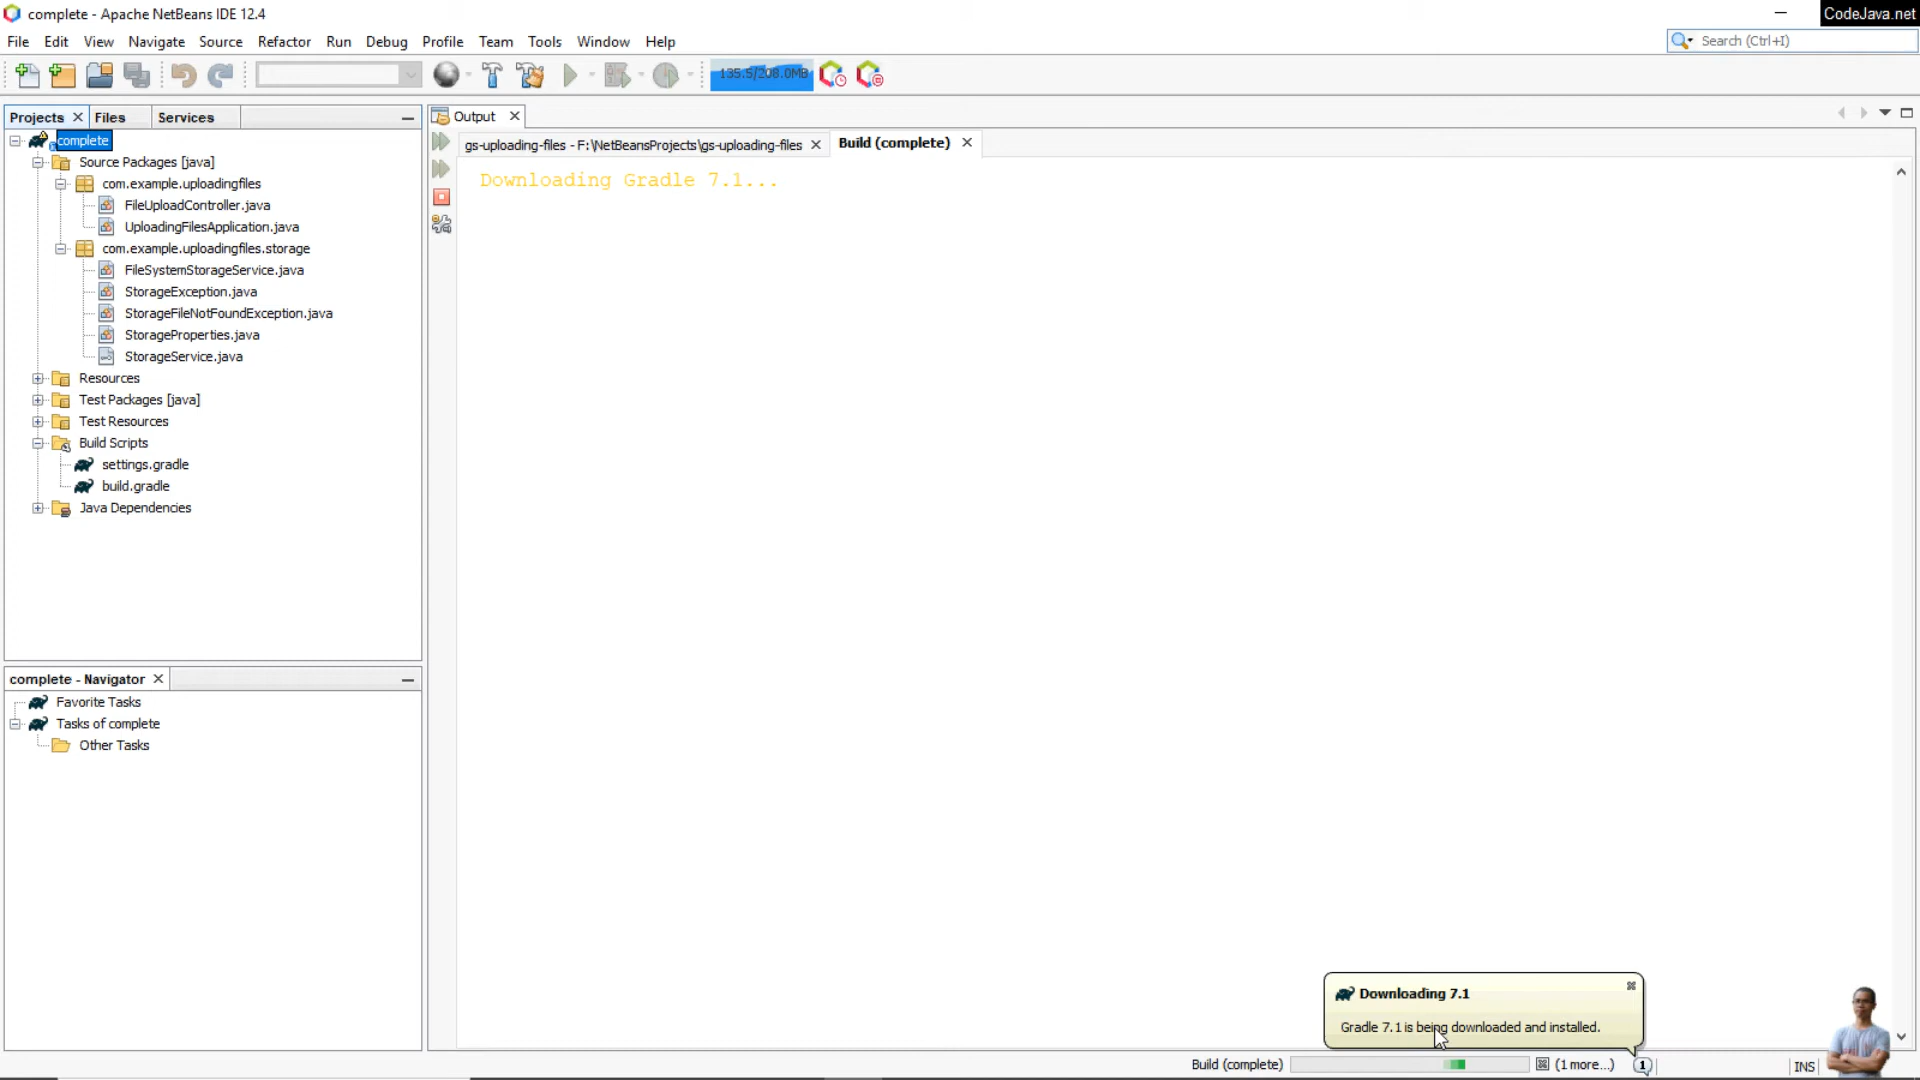 complete - Apache NetBeans IDE 12.4
CodeJava.net
File Edit View Navigate Source Refactor Run Debug Profile Team Tools Window Help
Search (Ctrl+I)
135.5/208.0MB
Projects Files Services
Output
gs-uploading-files - F:\NetBeansProjects\gs-uploading-files
Build (complete)
Downloading Gradle 7.1...
complete
Source Packages [java]
com.example.uploadingfiles
FileUploadController.java
UploadingFilesApplication.java
com.example.uploadingfiles.storage
FileSystemStorageService.java
StorageException.java
StorageFileNotFoundException.java
StorageProperties.java
StorageService.java
Resources
Test Packages [java]
Test Resources
Build Scripts
settings.gradle
build.gradle
Java Dependencies
complete - Navigator
Favorite Tasks
Tasks of complete
Other Tasks
Downloading 7.1
Gradle 7.1 is being downloaded and installed.
Build (complete)
(1 more...)
1
INS